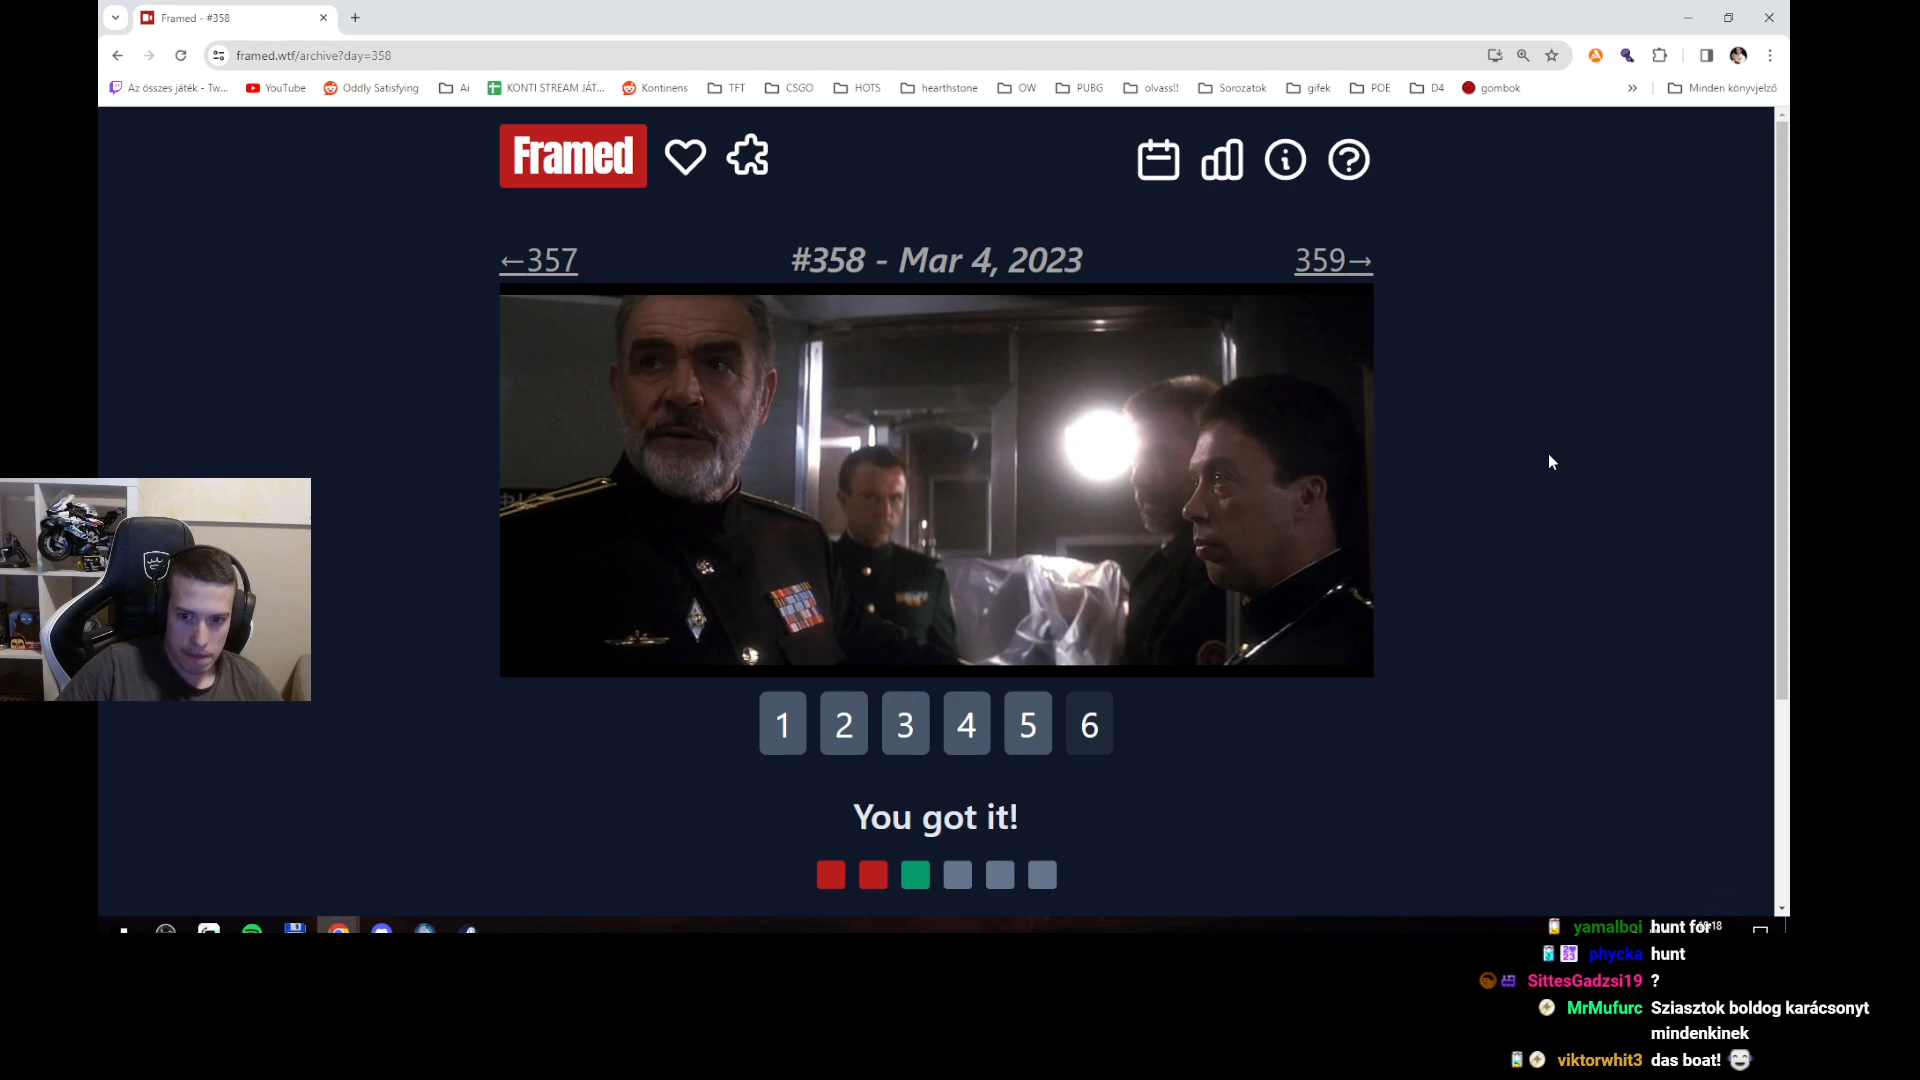 Framed - #358
framed.wtf/archive?day=358
Az összes játék - Tw...
YouTube
Oddly Satisfying
Ai
KONTI STREAM JÁT...
Kontinens
TFT
CSGO
HOTS
hearthstone
OW
PUBG
olvass!!
Sorozatok
gifek
POE
D4
gombok
»
Minden könyvjelző
Framed
←357
#358 - Mar 4, 2023
359→
1 2 3 4 5 6
You got it!
yamalboi hunt for
phycka hunt
SittesGadzsi19 ?
MrMufurc Sziasztok boldog karácsonyt
mindenkinek
viktorwhit3 das boat!